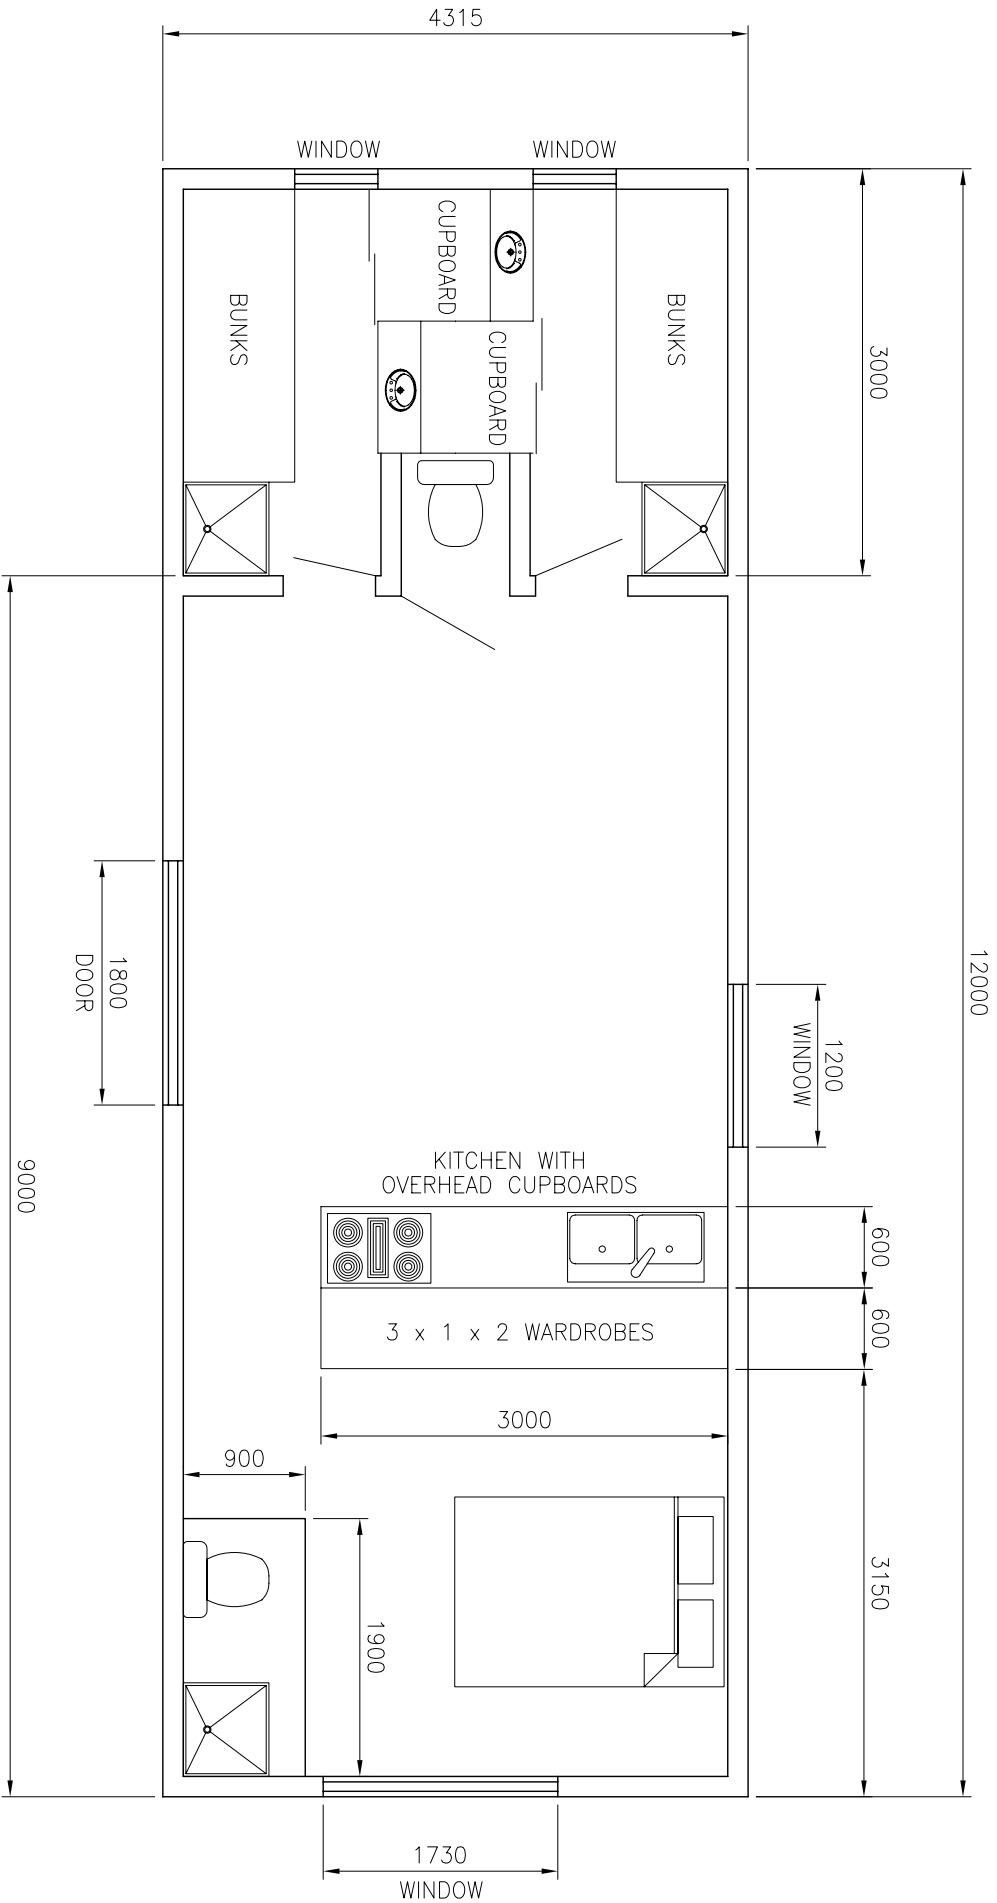 4315
WINDOW
WINDOW
CUPBOARD
BUNKS
BUNKS
CUPBOARD
3000
12000
1800
DOOR
1200
WINDOW
9000
KITCHEN WITH
OVERHEAD CUPBOARDS
600
600
3 x 1 x 2 WARDROBES
3000
900
3150
1900
1730
WINDOW